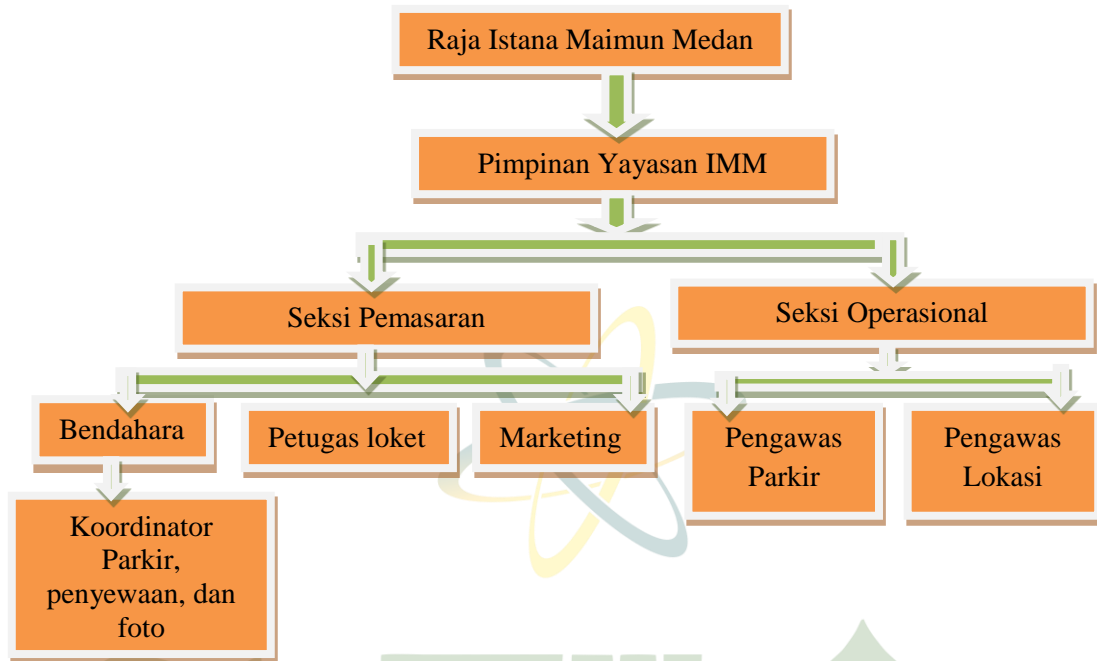 Raja Istana Maimun Medan
Pimpinan Yayasan IMM
Seksi Pemasaran
Seksi Operasional
Bendahara
Petugas loket
Marketing
Pengawas
Parkir
Pengawas
Lokasi
Koordinator
Parkir,
penyewaan, dan
foto